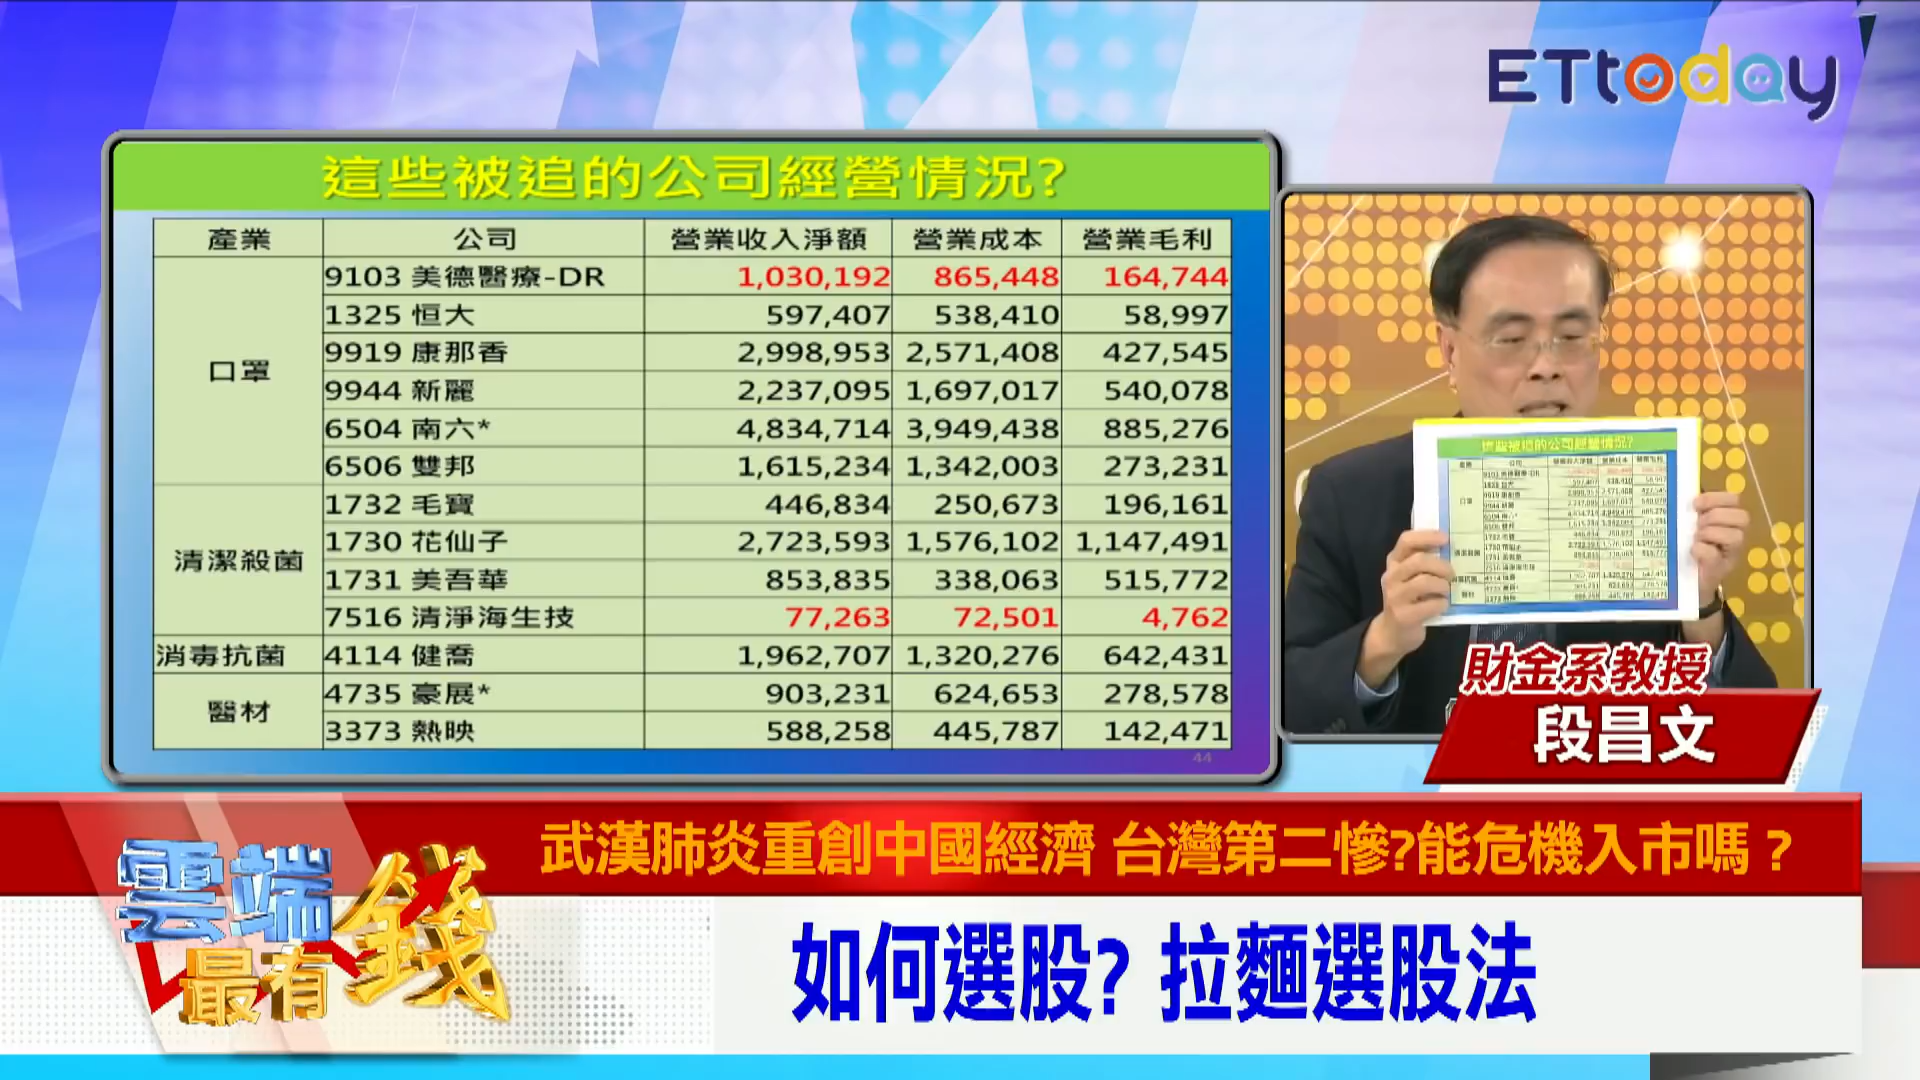 ETtoday
這些被追的公司經營情況?
產業 公司 營業收入淨額 營業成本 營業毛利
口罩
9103 美德醫療-DR 1,030,192 865,448 164,744
1325 恒大 597,407 538,410 58,997
9919 康那香 2,998,953 2,571,408 427,545
9944 新麗 2,237,095 1,697,017 540,078
6504 南六* 4,834,714 3,949,438 885,276
6506 雙邦 1,615,234 1,342,003 273,231
清潔殺菌
1732 毛寶 446,834 250,673 196,161
1730 花仙子 2,723,593 1,576,102 1,147,491
1731 美吾華 853,835 338,063 515,772
7516 清淨海生技 77,263 72,501 4,762
消毒抗菌 4114 健喬 1,962,707 1,320,276 642,431
醫材
4735 豪展* 903,231 624,653 278,578
3373 熱映 588,258 445,787 142,471
44
這些被追的公司經營情況?
財金系教授
段昌文
武漢肺炎重創中國經濟 台灣第二慘?能危機入市嗎？
雲端最有錢
如何選股? 拉麵選股法